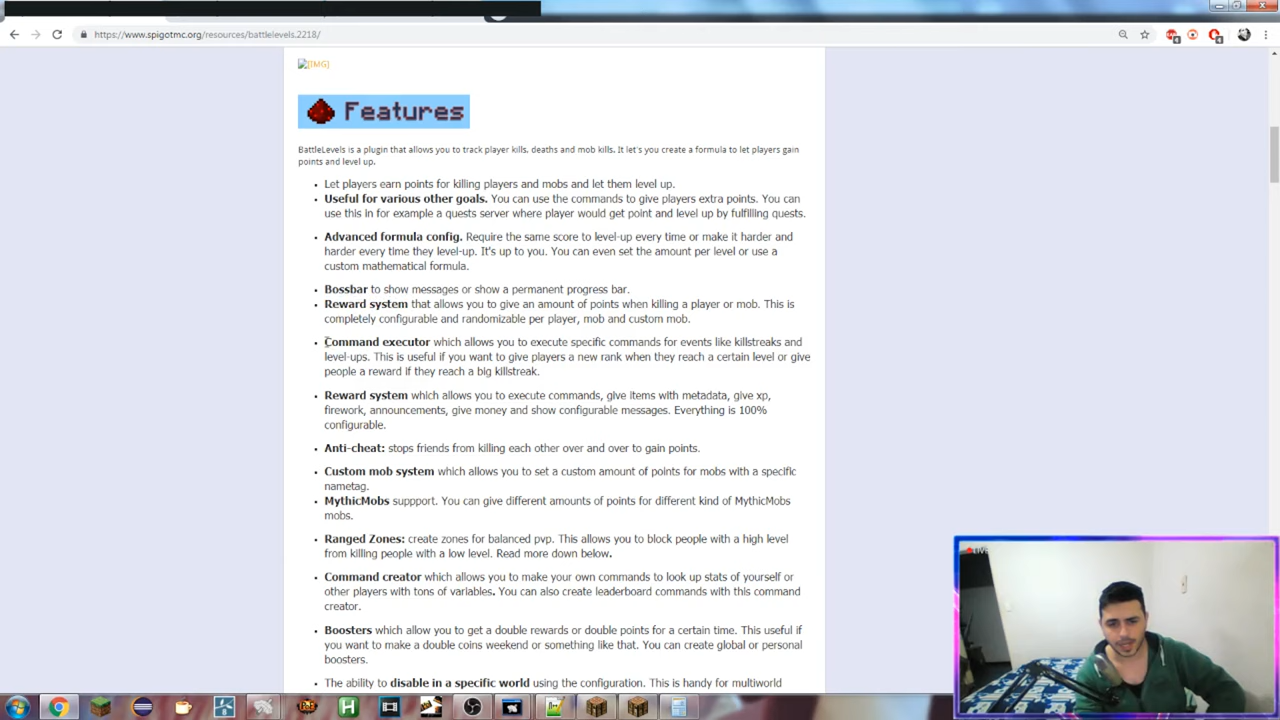 https://www.spigotmc.org/resources/battlelevels.2218/
[IMG]
Features
BattleLevels is a plugin that allows you to track player kills, deaths and mob kills. It let's you create a formula to let players gain
points and level up.
• Let players earn points for killing players and mobs and let them level up.
• Useful for various other goals. You can use the commands to give players extra points. You can
use this in for example a quests server where player would get point and level up by fulfilling quests.
• Advanced formula config. Require the same score to level-up every time or make it harder and
harder every time they level-up. It's up to you. You can even set the amount per level or use a
custom mathematical formula.
• Bossbar to show messages or show a permanent progress bar.
• Reward system that allows you to give an amount of points when killing a player or mob. This is
completely configurable and randomizable per player, mob and custom mob.
• Command executor which allows you to execute specific commands for events like killstreaks and
level-ups. This is useful if you want to give players a new rank when they reach a certain level or give
people a reward if they reach a big killstreak.
• Reward system which allows you to execute commands, give items with metadata, give xp,
firework, announcements, give money and show configurable messages. Everything is 100%
configurable.
• Anti-cheat: stops friends from killing each other over and over to gain points.
• Custom mob system which allows you to set a custom amount of points for mobs with a specific
nametag.
• MythicMobs suppport. You can give different amounts of points for different kind of MythicMobs
mobs.
• Ranged Zones: create zones for balanced pvp. This allows you to block people with a high level
from killing people with a low level. Read more down below.
• Command creator which allows you to make your own commands to look up stats of yourself or
other players with tons of variables. You can also create leaderboard commands with this command
creator.
• Boosters which allow you to get a double rewards or double points for a certain time. This useful if
you want to make a double coins weekend or something like that. You can create global or personal
boosters.
• The ability to disable in a specific world using the configuration. This is handy for multiworld